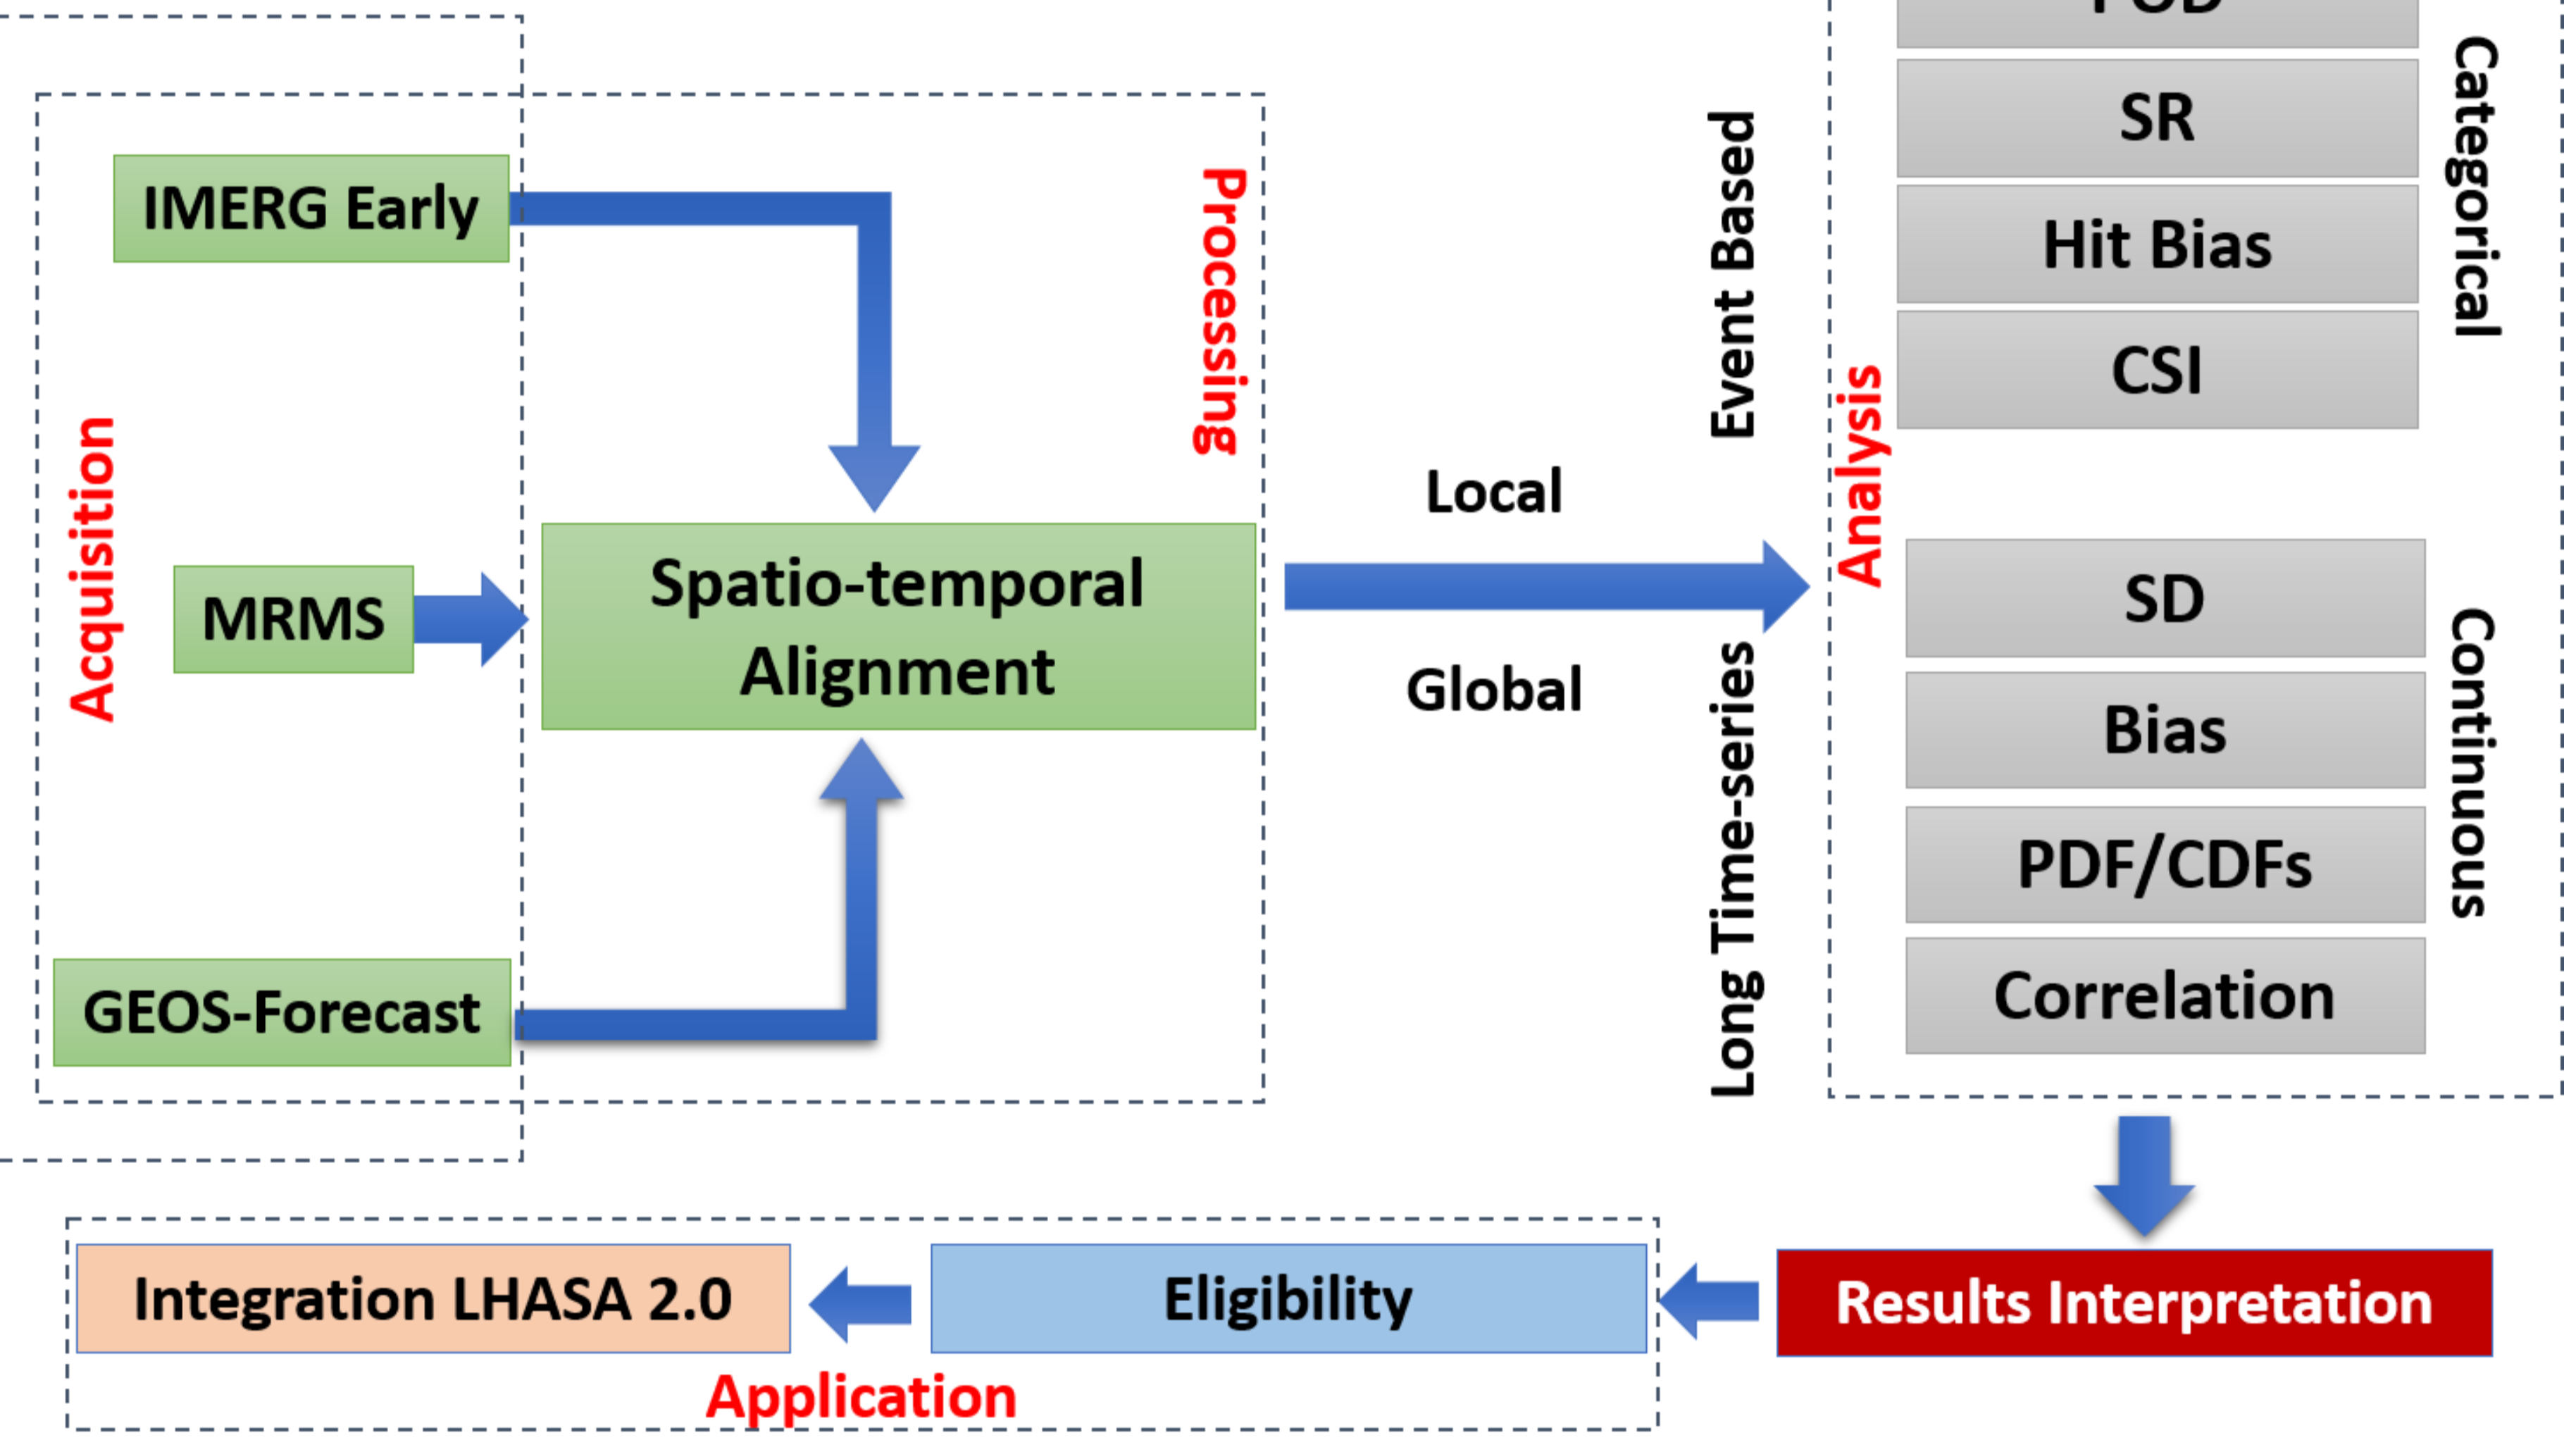 Acquisition
IMERG Early
MRMS
GEOS-Forecast
Processing
Spatio-temporal
Alignment
Local
Global
Event Based
Long Time-series
Analysis
SR
Hit Bias
CSI
Categorical
SD
Bias
PDF/CDFs
Correlation
Continuous
Results Interpretation
Eligibility
Integration LHASA 2.0
Application